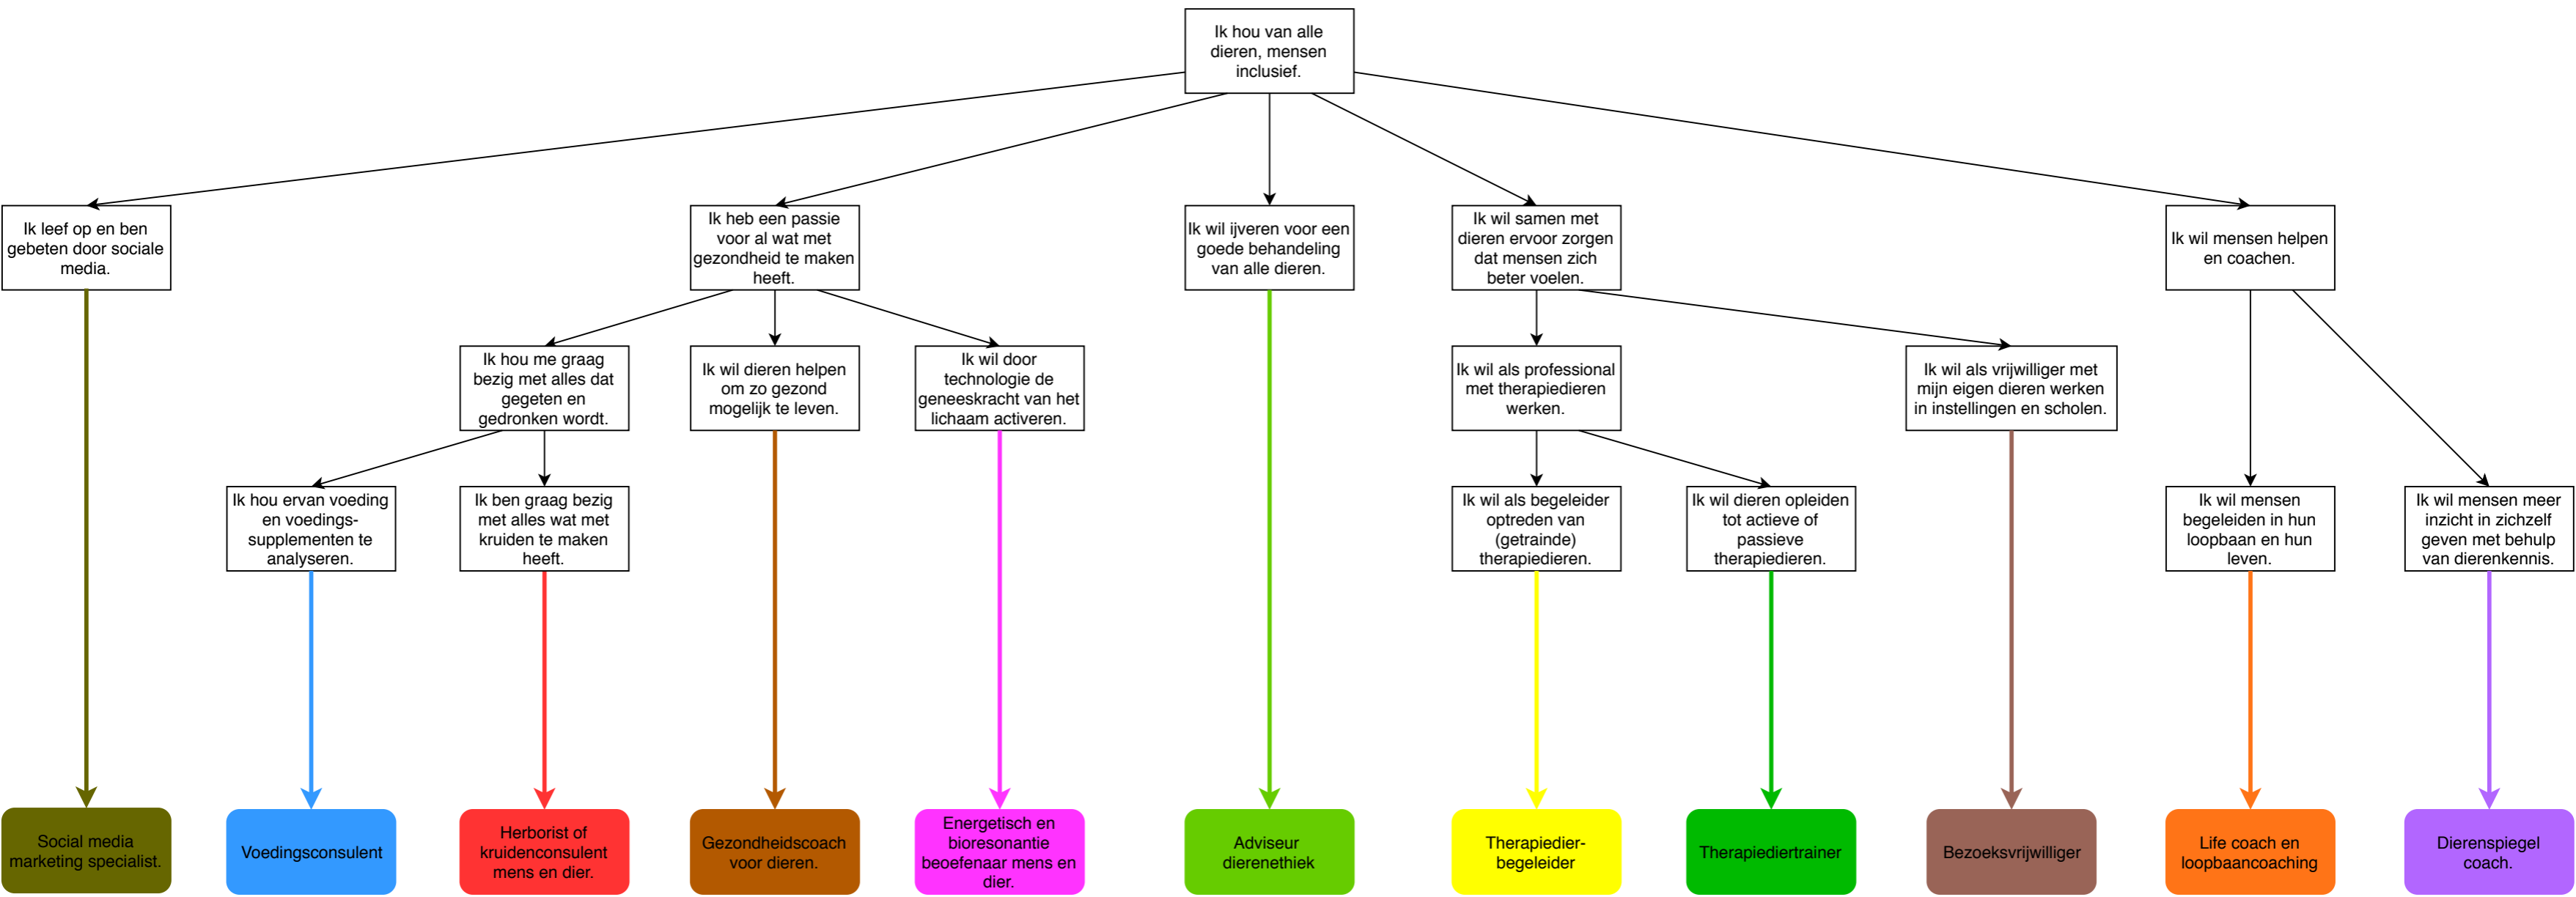 Ik hou van alle
dieren, mensen
inclusief.
Ik leef op en ben
gebeten door sociale
media.
Ik heb een passie
voor al wat met
gezondheid te maken
heeft.
Ik wil ijveren voor een
goede behandeling
van alle dieren.
Ik wil samen met
dieren ervoor zorgen
dat mensen zich
beter voelen.
Ik wil mensen helpen
en coachen.
Ik hou me graag
bezig met alles dat
gegeten en
gedronken wordt.
Ik wil dieren helpen
om zo gezond
mogelijk te leven.
Ik wil door
technologie de
geneeskracht van het
lichaam activeren.
Ik wil als professional
met therapiedieren
werken.
Ik wil als vrijwilliger met
mijn eigen dieren werken
in instellingen en scholen.
Ik hou ervan voeding
en voedings-
supplementen te
analyseren.
Ik ben graag bezig
met alles wat met
kruiden te maken
heeft.
Ik wil als begeleider
optreden van
(getrainde)
therapiedieren.
Ik wil dieren opleiden
tot actieve of
passieve
therapiedieren.
Ik wil mensen
begeleiden in hun
loopbaan en hun
leven.
Ik wil mensen meer
inzicht in zichzelf
geven met behulp
van dierenkennis.
Social media
marketing specialist.
Voedingsconsulent
Herborist of
kruidenconsulent
mens en dier.
Gezondheidscoach
voor dieren.
Energetisch en
bioresonantie
beoefenaar mens en
dier.
Adviseur
dierenethiek
Therapiedier-
begeleider
Therapiediertrainer
Bezoeksvrijwilliger
Life coach en
loopbaancoaching
Dierenspiegel
coach.